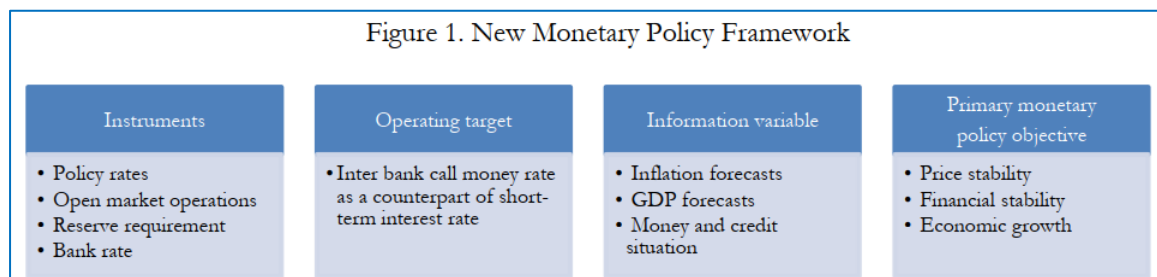 Figure 1. New Monetary Policy Framework
Instruments
• Policy rates
• Open market operations
• Reserve requirement
• Bank rate
Operating target
• Inter bank call money rate
as a counterpart of short-
term interest rate
Information variable
• Inflation forecasts
• GDP forecasts
• Money and credit
situation
Primary monetary
policy objective
• Price stability
• Financial stability
• Economic growth